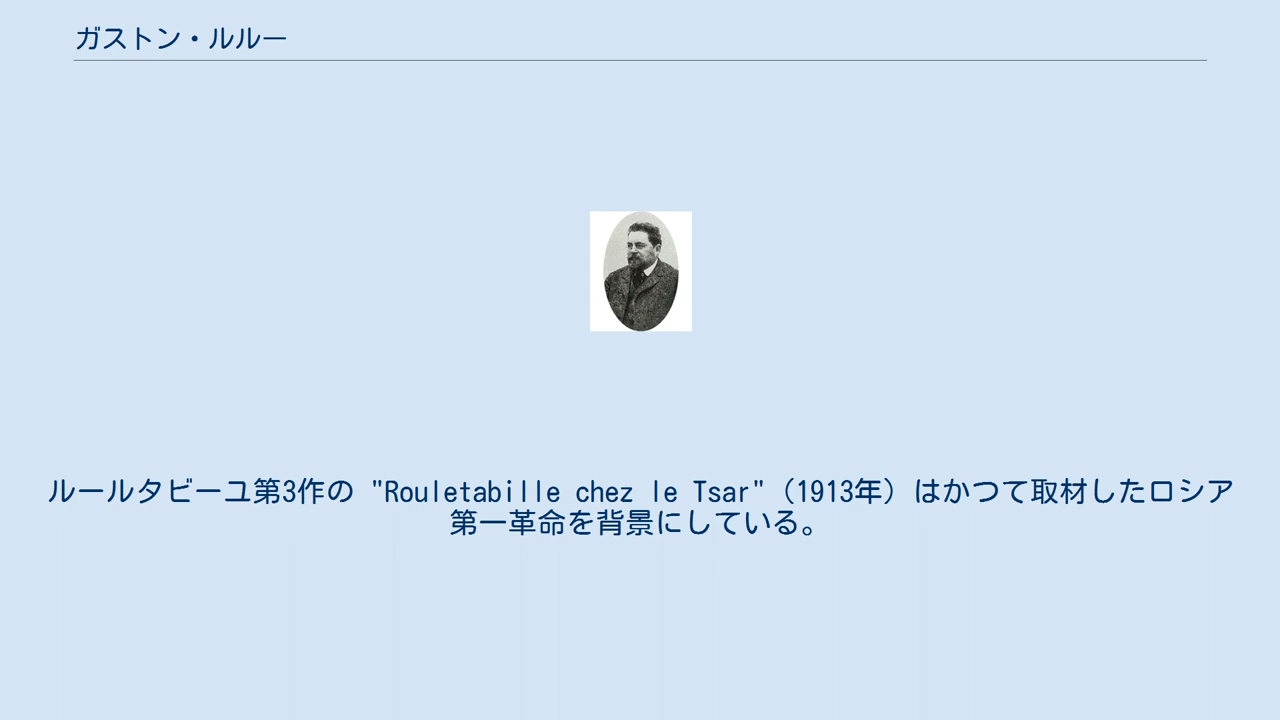 ガストン・ルルー
ルールタビーユ第3作の "Rouletabille chez le Tsar"（1913年）はかつて取材したロシア
第一革命を背景にしている。